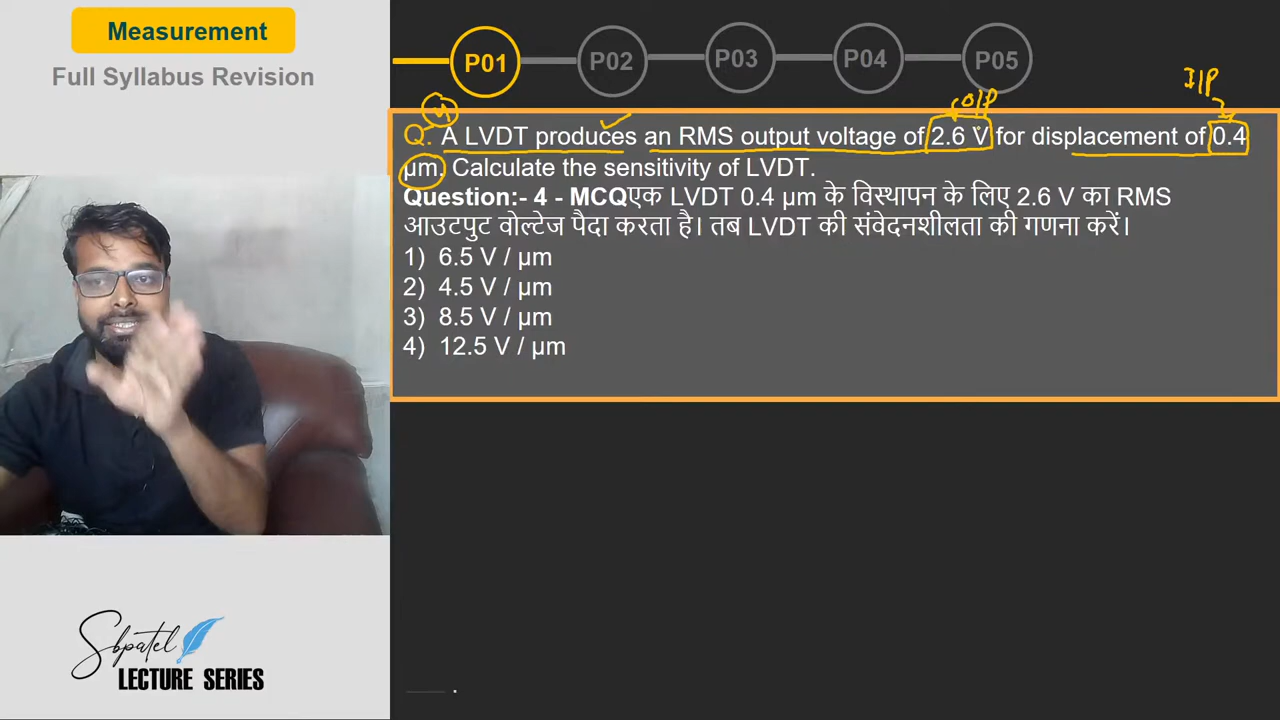 Measurement
Full Syllabus Revision
P01
P02
P03
P04
P05
I/P
O/P
4
Q. A LVDT produces an RMS output voltage of 2.6 V for displacement of 0.4
µm. Calculate the sensitivity of LVDT.
Question:- 4 - MCQएक LVDT 0.4 µm के विस्थापन के लिए 2.6 V का RMS
आउटपुट वोल्टेज पैदा करता है। तब LVDT की संवेदनशीलता की गणना करें।
1) 6.5 V / µm
2) 4.5 V / µm
3) 8.5 V / µm
4) 12.5 V / µm
Sbpatel
LECTURE SERIES